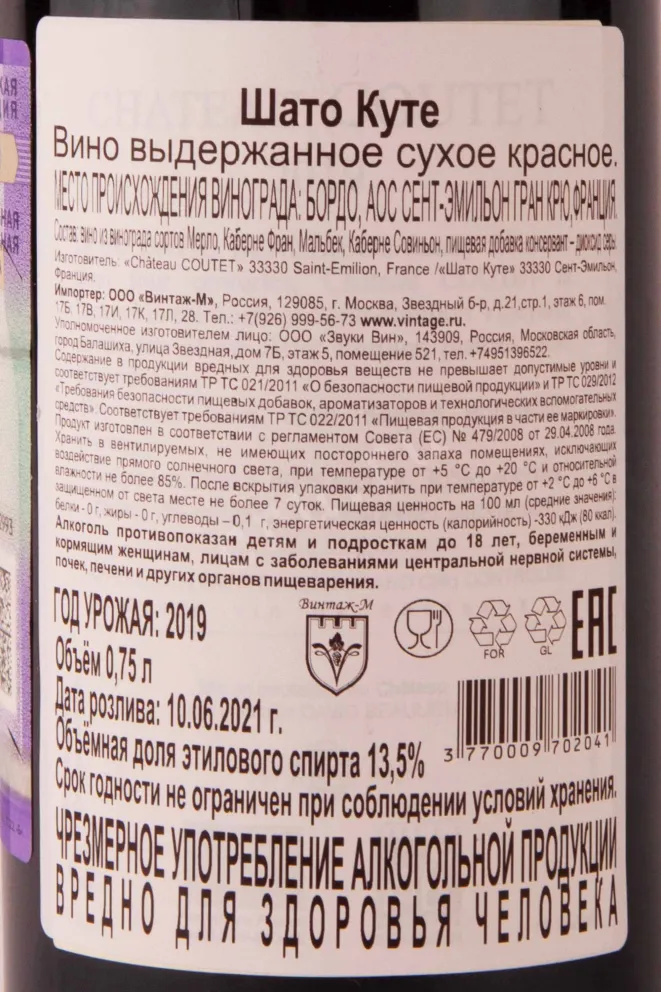 Шато Куте
Вино выдержанное сухое красное.
МЕСТО ПРОИСХОЖДЕНИЯ ВИНОГРАДА: БОРДО, АОС СЕНТ-ЭМИЛЬОН ГРАН КРЮ, ФРАНЦИЯ.
Состав: вино из винограда сортов Мерло, Каберне Фран, Мальбек, Каберне Совиньон, пищевая добавка консервант – диоксид серы.
Изготовитель: «Château COUTET» 33330 Saint-Emilion, France /«Шато Куте» 33330 Сент-Эмильон,
Франция.
Импортер: ООО «Винтаж-М», Россия, 129085, г. Москва, Звездный б-р, д.21,стр.1, этаж 6, пом.
17Б, 17В, 17И, 17К, 17Л, 28. Тел.: +7(926) 999-56-73 www.vintage.ru.
Уполномоченное изготовителем лицо: ООО «Звуки Вин», 143909, Россия, Московская область,
город Балашиха, улица Звездная, дом 7Б, этаж 5, помещение 521, тел. +74951396522.
Содержание в продукции вредных для здоровья веществ не превышает допустимые уровни и
соответствует требованиям ТР ТС 021/2011 «О безопасности пищевой продукции» и ТР ТС 029/2012
«Требования безопасности пищевых добавок, ароматизаторов и технологических вспомогательных
средств». Соответствует требованиям ТР ТС 022/2011 «Пищевая продукция в части ее маркировки».
Продукт изготовлен в соответствии с регламентом Совета (ЕС) № 479/2008 от 29.04.2008 года.
Хранить в вентилируемых, не имеющих постороннего запаха помещениях, исключающих
воздействие прямого солнечного света, при температуре от +5 °С до +20 °С и относительной
влажности не более 85%. После вскрытия упаковки хранить при температуре от +2 °С до +6 °С в
защищенном от света месте не более 7 суток. Пищевая ценность на 100 мл (средние значения):
белки - 0 г, жиры - 0 г, углеводы – 0,1 г, энергетическая ценность (калорийность) -330 кДж (80 ккал).
Алкоголь противопоказан детям и подросткам до 18 лет, беременным и
кормящим женщинам, лицам с заболеваниями центральной нервной системы,
почек, печени и других органов пищеварения.
ГОД УРОЖАЯ: 2019
Винтаж-М
FOR
GL
EAC
Объём 0,75 л
Дата розлива: 10.06.2021 г.
Объёмная доля этилового спирта 13,5%
3 770009 702041
Срок годности не ограничен при соблюдении условий хранения.
ЧРЕЗМЕРНОЕ УПОТРЕБЛЕНИЕ АЛКОГОЛЬНОЙ ПРОДУКЦИИ
ВРЕДНО ДЛЯ ЗДОРОВЬЯ ЧЕЛОВЕКА